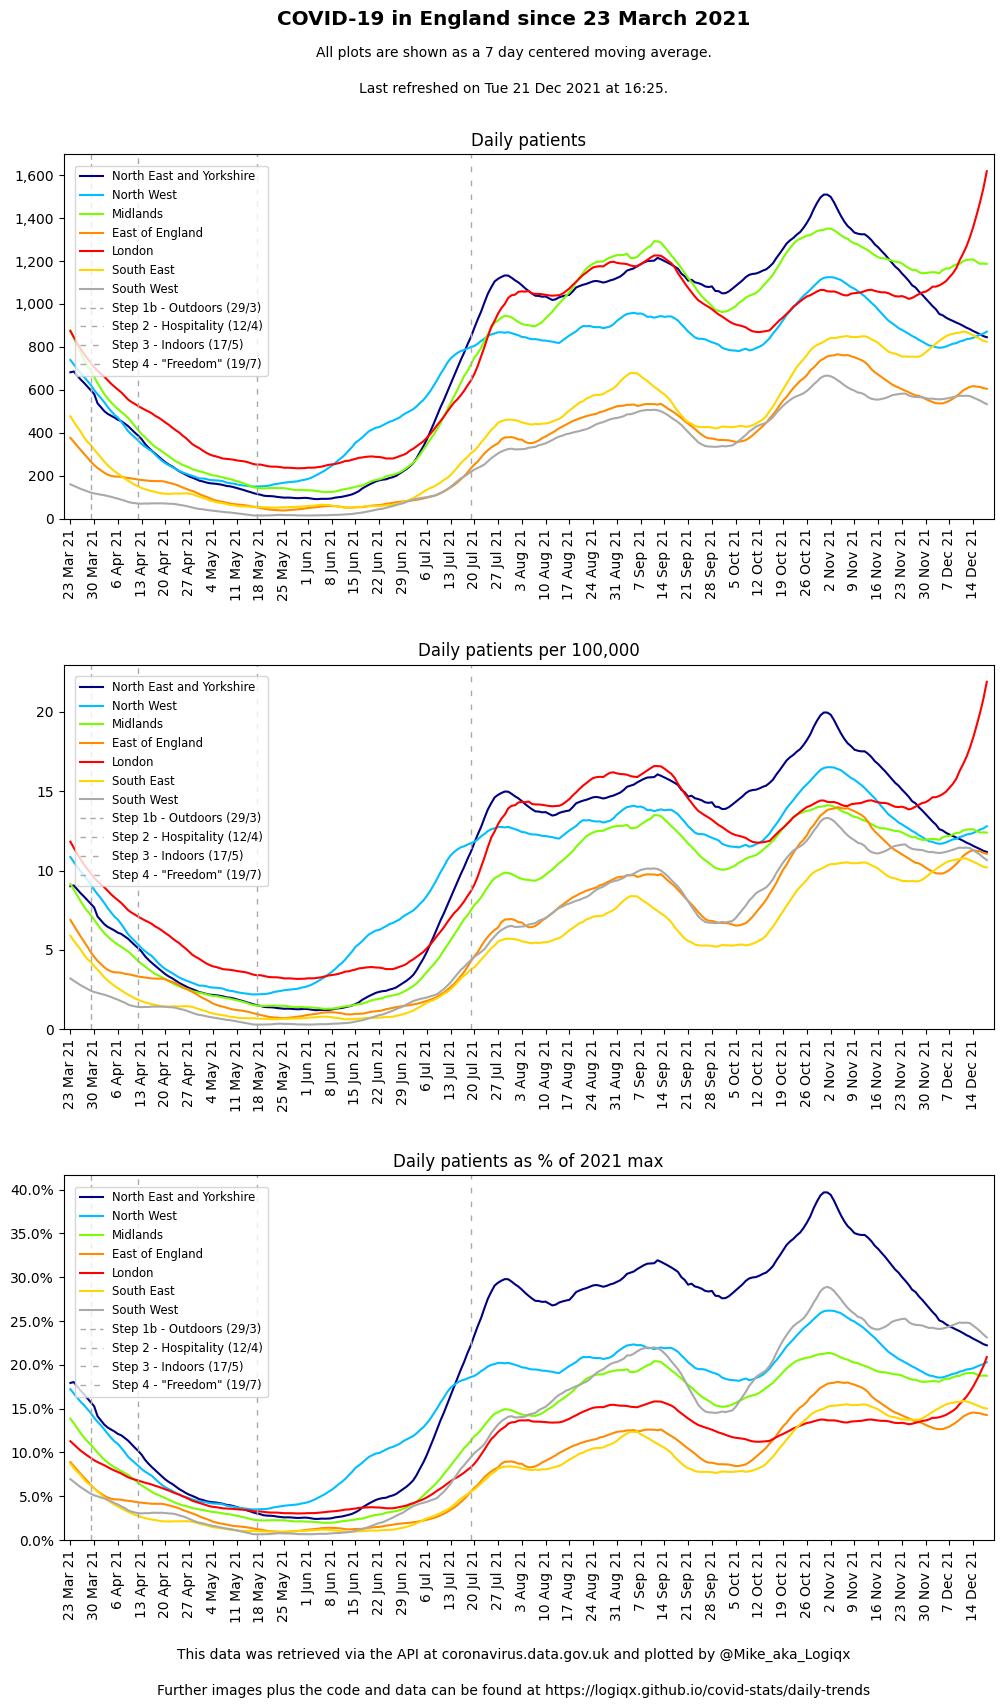 COVID-19 in England since 23 March 2021
All plots are shown as a 7 day centered moving average.
Last refreshed on Tue 21 Dec 2021 at 16:25.
Daily patients
1,600
1,400
1,200
1,000
800
600
400
200
0
North East and Yorkshire
North West
Midlands
East of England
London
South East
South West
Step 1b - Outdoors (29/3)
Step 2 - Hospitality (12/4)
Step 3 - Indoors (17/5)
Step 4 - "Freedom" (19/7)
23 Mar 21
30 Mar 21
6 Apr 21
13 Apr 21
20 Apr 21
27 Apr 21
4 May 21
11 May 21
18 May 21
25 May 21
1 Jun 21
8 Jun 21
15 Jun 21
22 Jun 21
29 Jun 21
6 Jul 21
13 Jul 21
20 Jul 21
27 Jul 21
3 Aug 21
10 Aug 21
17 Aug 21
24 Aug 21
31 Aug 21
7 Sep 21
14 Sep 21
21 Sep 21
28 Sep 21
5 Oct 21
12 Oct 21
19 Oct 21
26 Oct 21
2 Nov 21
9 Nov 21
16 Nov 21
23 Nov 21
30 Nov 21
7 Dec 21
14 Dec 21
Daily patients per 100,000
20
15
10
5
0
North East and Yorkshire
North West
Midlands
East of England
London
South East
South West
Step 1b - Outdoors (29/3)
Step 2 - Hospitality (12/4)
Step 3 - Indoors (17/5)
Step 4 - "Freedom" (19/7)
23 Mar 21
30 Mar 21
6 Apr 21
13 Apr 21
20 Apr 21
27 Apr 21
4 May 21
11 May 21
18 May 21
25 May 21
1 Jun 21
8 Jun 21
15 Jun 21
22 Jun 21
29 Jun 21
6 Jul 21
13 Jul 21
20 Jul 21
27 Jul 21
3 Aug 21
10 Aug 21
17 Aug 21
24 Aug 21
31 Aug 21
7 Sep 21
14 Sep 21
21 Sep 21
28 Sep 21
5 Oct 21
12 Oct 21
19 Oct 21
26 Oct 21
2 Nov 21
9 Nov 21
16 Nov 21
23 Nov 21
30 Nov 21
7 Dec 21
14 Dec 21
Daily patients as % of 2021 max
40.0%
35.0%
30.0%
25.0%
20.0%
15.0%
10.0%
5.0%
0.0%
North East and Yorkshire
North West
Midlands
East of England
London
South East
South West
Step 1b - Outdoors (29/3)
Step 2 - Hospitality (12/4)
Step 3 - Indoors (17/5)
Step 4 - "Freedom" (19/7)
23 Mar 21
30 Mar 21
6 Apr 21
13 Apr 21
20 Apr 21
27 Apr 21
4 May 21
11 May 21
18 May 21
25 May 21
1 Jun 21
8 Jun 21
15 Jun 21
22 Jun 21
29 Jun 21
6 Jul 21
13 Jul 21
20 Jul 21
27 Jul 21
3 Aug 21
10 Aug 21
17 Aug 21
24 Aug 21
31 Aug 21
7 Sep 21
14 Sep 21
21 Sep 21
28 Sep 21
5 Oct 21
12 Oct 21
19 Oct 21
26 Oct 21
2 Nov 21
9 Nov 21
16 Nov 21
23 Nov 21
30 Nov 21
7 Dec 21
14 Dec 21
This data was retrieved via the API at coronavirus.data.gov.uk and plotted by @Mike_aka_Logiqx
Further images plus the code and data can be found at https://logiqx.github.io/covid-stats/daily-trends